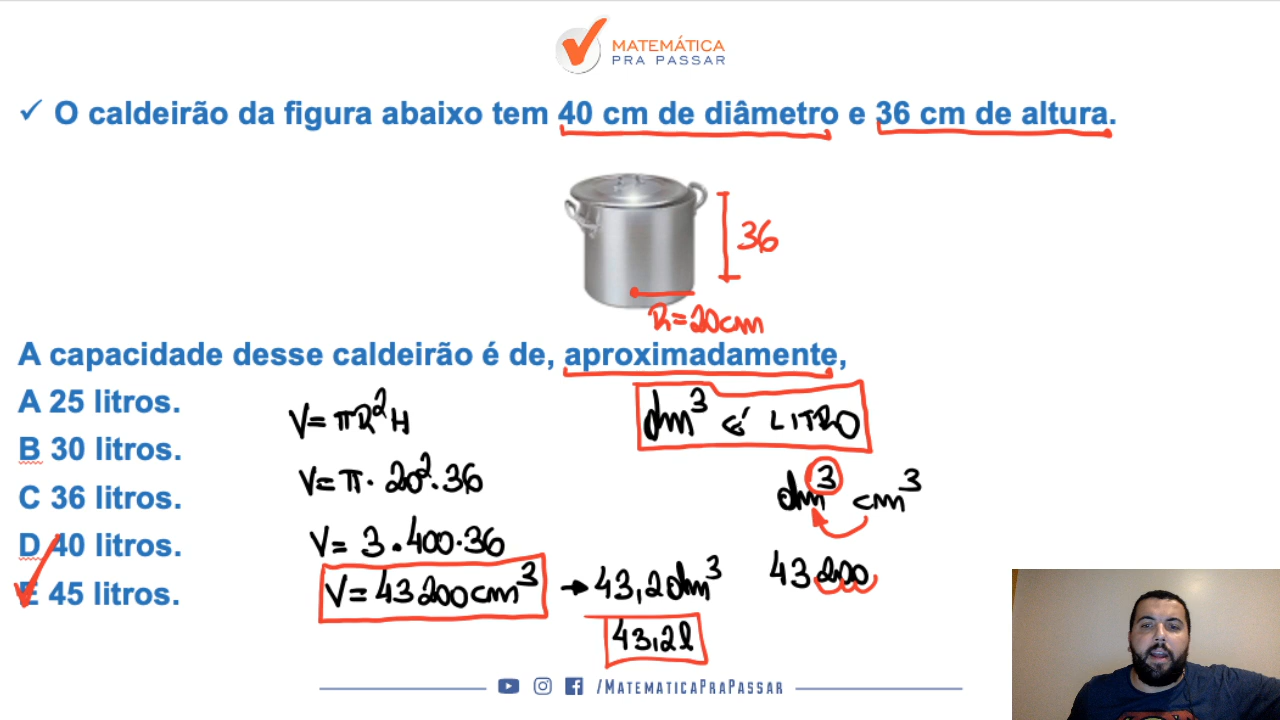 MATEMÁTICA
PRA PASSAR
✓ O caldeirão da figura abaixo tem 40 cm de diâmetro e 36 cm de altura.
36
R=20cm
A capacidade desse caldeirão é de, aproximadamente,
A 25 litros.
B 30 litros.
C 36 litros.
D 40 litros.
E 45 litros.
V=πR²H
V=π·20²·36
V=3·400·36
V=43200cm³ → 43,2dm³
43,2l
dm³ é LITRO
dm³ cm³
43200
/MATEMATICAPRAPASSAR